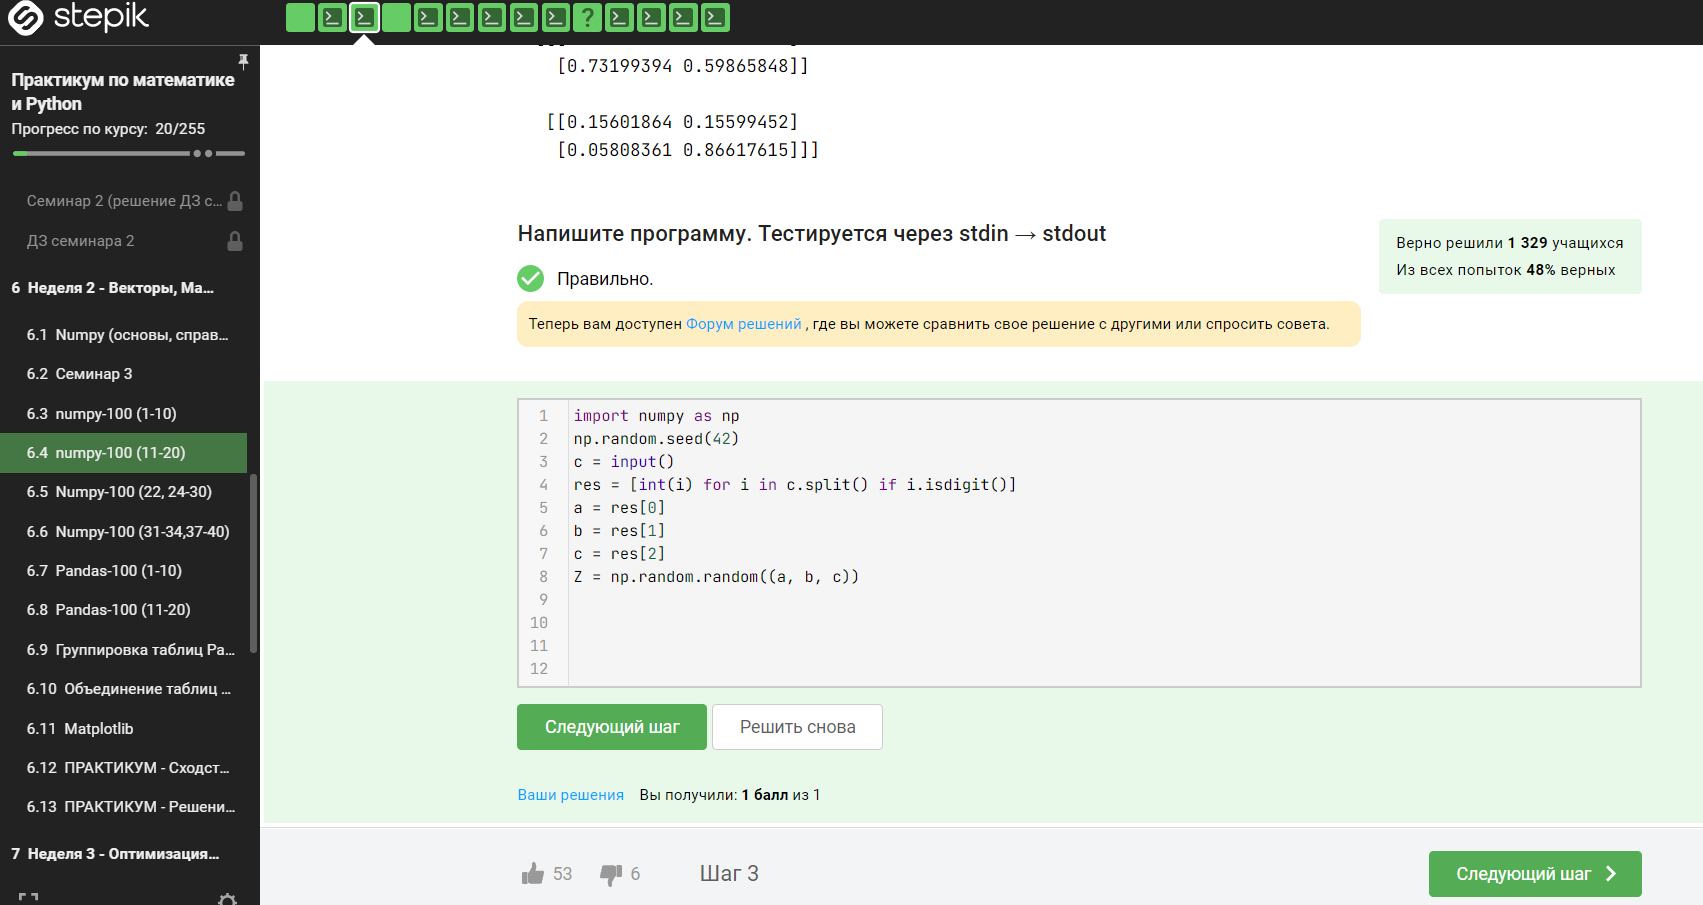 stepik
?
Практикум по математике
и Python
Прогресс по курсу: 20/255
Семинар 2 (решение ДЗ с...
ДЗ семинара 2
6 Неделя 2 - Векторы, Ма...
6.1 Numpy (основы, справ...
6.2 Семинар 3
6.3 numpy-100 (1-10)
6.4 numpy-100 (11-20)
6.5 Numpy-100 (22, 24-30)
6.6 Numpy-100 (31-34,37-40)
6.7 Pandas-100 (1-10)
6.8 Pandas-100 (11-20)
6.9 Группировка таблиц Pa...
6.10 Объединение таблиц ...
6.11 Matplotlib
6.12 ПРАКТИКУМ - Сходст...
6.13 ПРАКТИКУМ - Решени...
7 Неделя 3 - Оптимизация...
[0.73199394 0.59865848]]
[[0.15601864 0.15599452]
[0.05808361 0.86617615]]]
Напишите программу. Тестируется через stdin → stdout
Правильно.
Теперь вам доступен Форум решений , где вы можете сравнить свое решение с другими или спросить совета.
Верно решили 1 329 учащихся
Из всех попыток 48% верных
1 import numpy as np
2 np.random.seed(42)
3 c = input()
4 res = [int(i) for i in c.split() if i.isdigit()]
5 a = res[0]
6 b = res[1]
7 c = res[2]
8 Z = np.random.random((a, b, c))
9
10
11
12
Следующий шаг
Решить снова
Ваши решения Вы получили: 1 балл из 1
53
6
Шаг 3
Следующий шаг